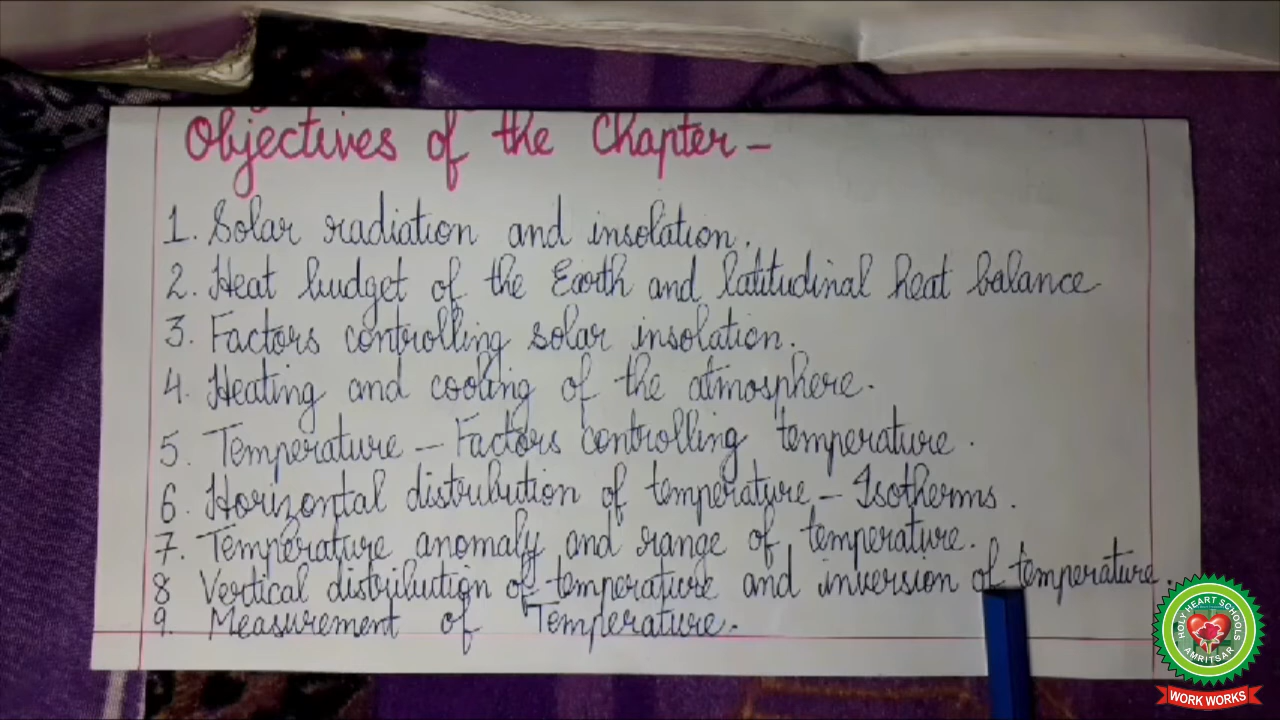 Objectives of the Chapter -
1. Solar radiation and insolation.
2. Heat budget of the Earth and latitudinal heat balance
3. Factors controlling solar insolation.
4. Heating and cooling of the atmosphere.
5. Temperature - Factors controlling temperature.
6. Horizontal distribution of temperature - Isotherms.
7. Temperature anomaly and range of temperature.
8 Vertical distribution of temperature and inversion of temperature.
9. Measurement of Temperature.
HOLY HEART SCHOOLS
AMRITSAR
WORK WORKS